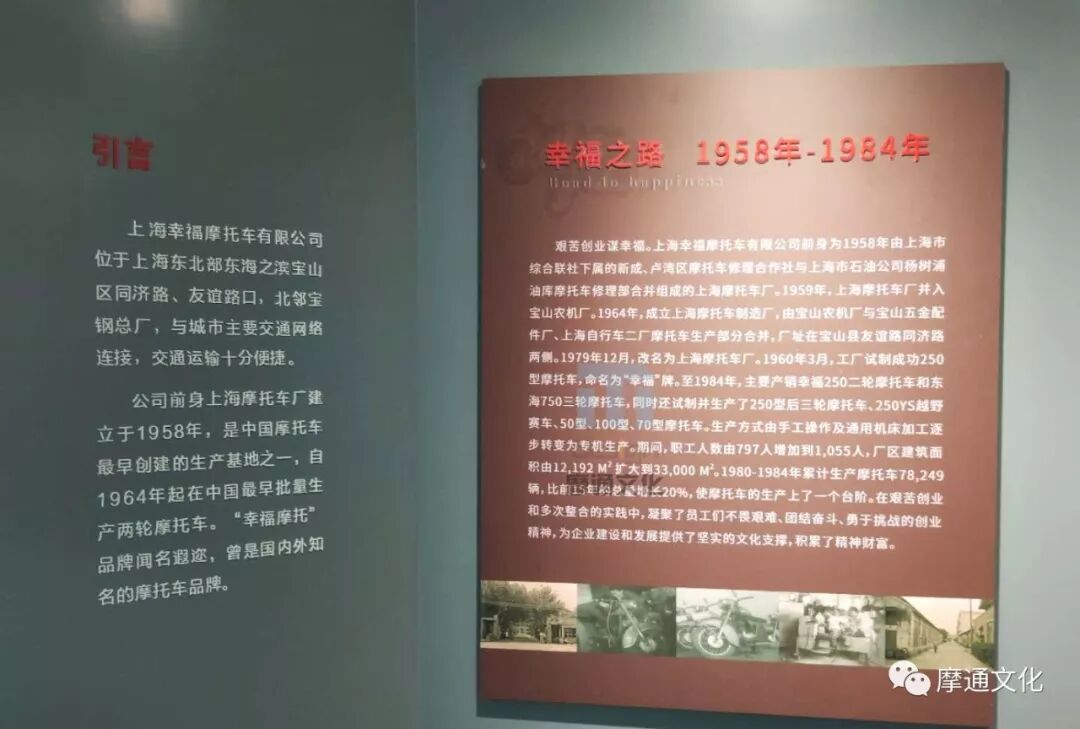 引言
上海幸福摩托车有限公司
位于上海东北部东海之滨宝山
区同济路、友谊路口，北邻宝
钢总厂，与城市主要交通网络
连接，交通运输十分便捷。
公司前身上海摩托车厂建
立于1958年，是中国摩托车
最早创建的生产基地之一，自
1964年起在中国最早批量生
产两轮摩托车。“幸福摩托”
品牌闻名遐迩，曾是国内外知
名的摩托车品牌。
幸福之路 1958年-1984年
Road to happiness
艰苦创业谋幸福。上海幸福摩托车有限公司前身为1958年由上海市
综合联社下属的新成、卢湾区摩托车修理合作社与上海市石油公司杨树浦
油库摩托车修理部合并组成的上海摩托车厂。1959年，上海摩托车厂并入
宝山农机厂。1964年，成立上海摩托车制造厂，由宝山农机厂与宝山五金配
件厂、上海自行车二厂摩托车生产部分合并，厂址在宝山县友谊路同济路
两侧。1979年12月，改名为上海摩托车厂。1960年3月，工厂试制成功250
型摩托车，命名为“幸福”牌。至1984年，主要产销幸福250二轮摩托车和东
海750三轮摩托车，同时还试制并生产了250型后三轮摩托车、250YS越野
赛车、50型、100型、70型摩托车。生产方式由手工操作及通用机床加工逐
步转变为专机生产。期间，职工人数由797人增加到1,055人，厂区建筑面
积由12,192 M² 扩大到33,000 M²。1980-1984年累计生产摩托车78,249
辆，比前15年的总量增长20%，使摩托车的生产上了一个台阶。在艰苦创业
和多次整合的实践中，凝聚了员工们不畏艰难、团结奋斗、勇于挑战的创业
精神，为企业建设和发展提供了坚实的文化支撑，积累了精神财富。
摩通文化
摩通文化